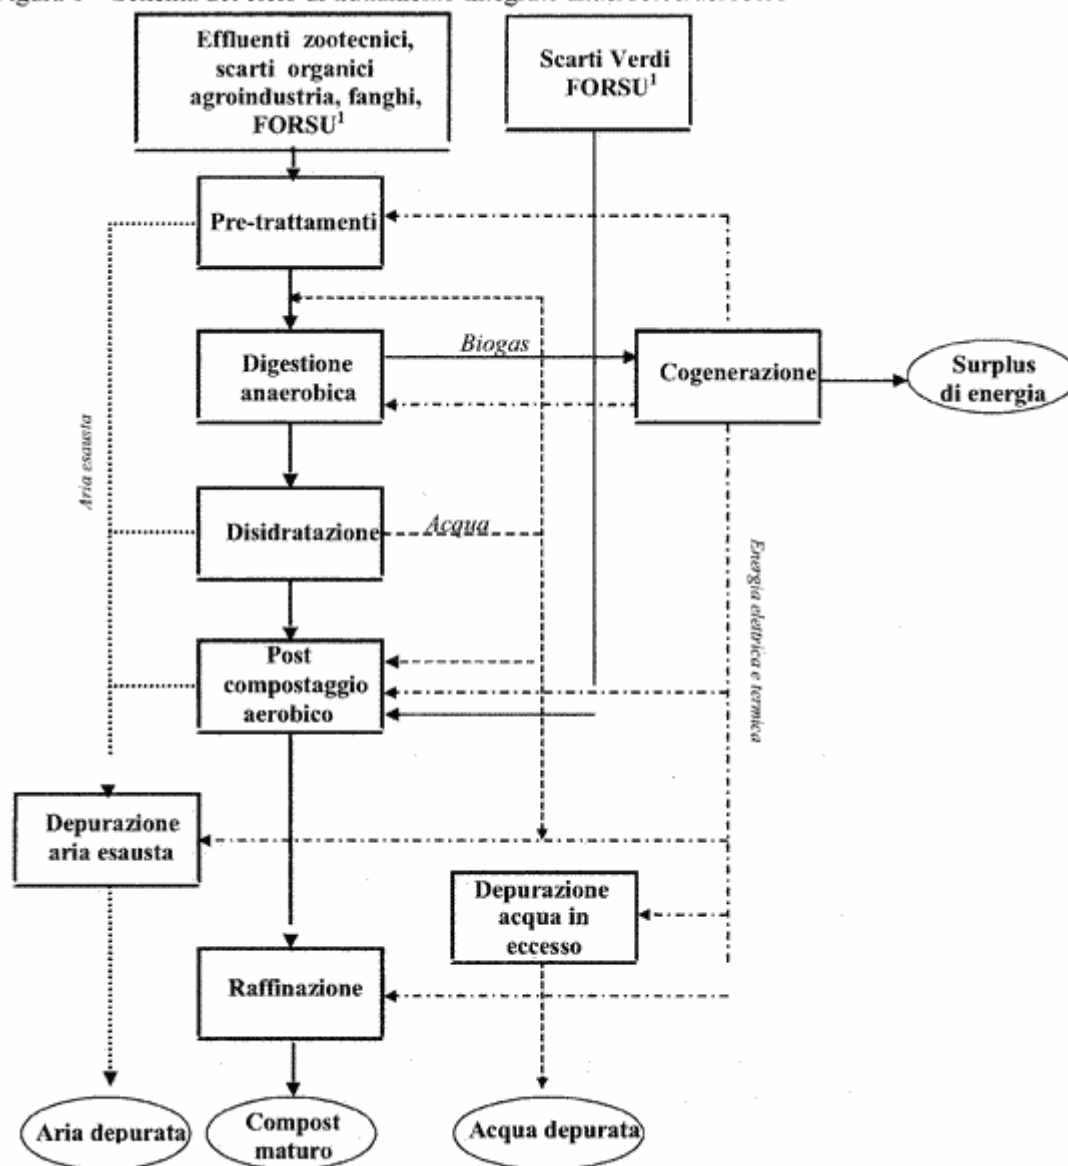 Effluenti zootecnici,
scarti organici
agroindustria, fanghi,
FORSU¹
Scarti Verdi
FORSU¹
Pre-trattamenti
Digestione
anaerobica
Biogas
Cogenerazione
Surplus
di energia
Aria esausta
Disidratazione
Acqua
Energia elettrica e termica
Post
compostaggio
aerobico
Depurazione
aria esausta
Depurazione
acqua in
eccesso
Raffinazione
Aria depurata
Compost
maturo
Acqua depurata